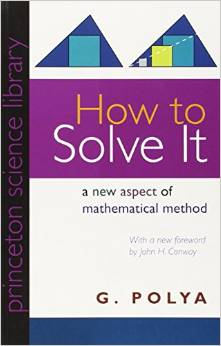 princeton science library
How to
Solve It
a new aspect of
mathematical method
With a new foreword
by John H. Conway
G. POLYA